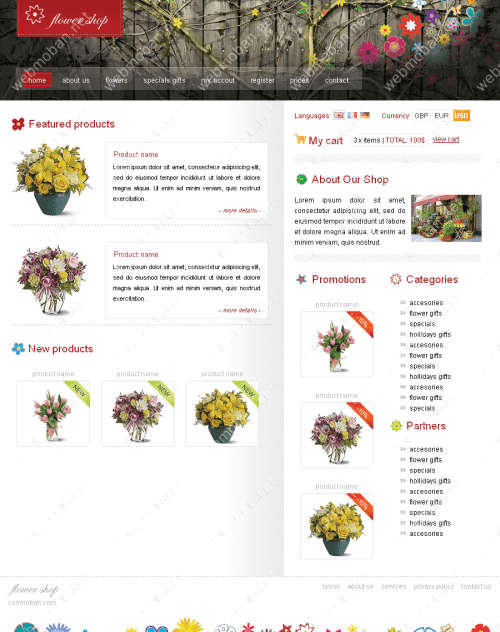 flower shop
home about us flowers specials gifts my accout register prices contact
Languages: Currency: GBP EUR USD
My cart 3 x items | TOTAL: 100$ view cart
Featured products
Product name
Lorem ipsum dolor sit amet, consectetur adipisicing elit,
sed do eiusmod tempor incididunt ut labore et dolore
magna aliqua. Ut enim ad minim veniam, quis nostrud
exercitation.
- more details -
Product name
Lorem ipsum dolor sit amet, consectetur adipisicing elit,
sed do eiusmod tempor incididunt ut labore et dolore
magna aliqua. Ut enim ad minim veniam, quis nostrud
exercitation.
- more details -
New products
product name product name product name
NEW NEW NEW
About Our Shop
Lorem ipsum dolor sit amet,
consectetur adipisicing elit, sed do
eiusmod tempor incididunt ut labore
et dolore magna aliqua. Ut enim ad
minim veniam, quis nostrud.
Promotions
product name
-50%
product name
-50%
product name
-50%
Categories
accesories
flower gifts
specials
hollidays gifts
accesories
flower gifts
specials
hollidays gifts
accesories
flower gifts
specials
Partners
accesories
flower gifts
specials
hollidays gifts
accesories
flower gifts
specials
hollidays gifts
accesories
flower shop
cssmoban.com
home about us services privacy policy contact us
webmoban.net